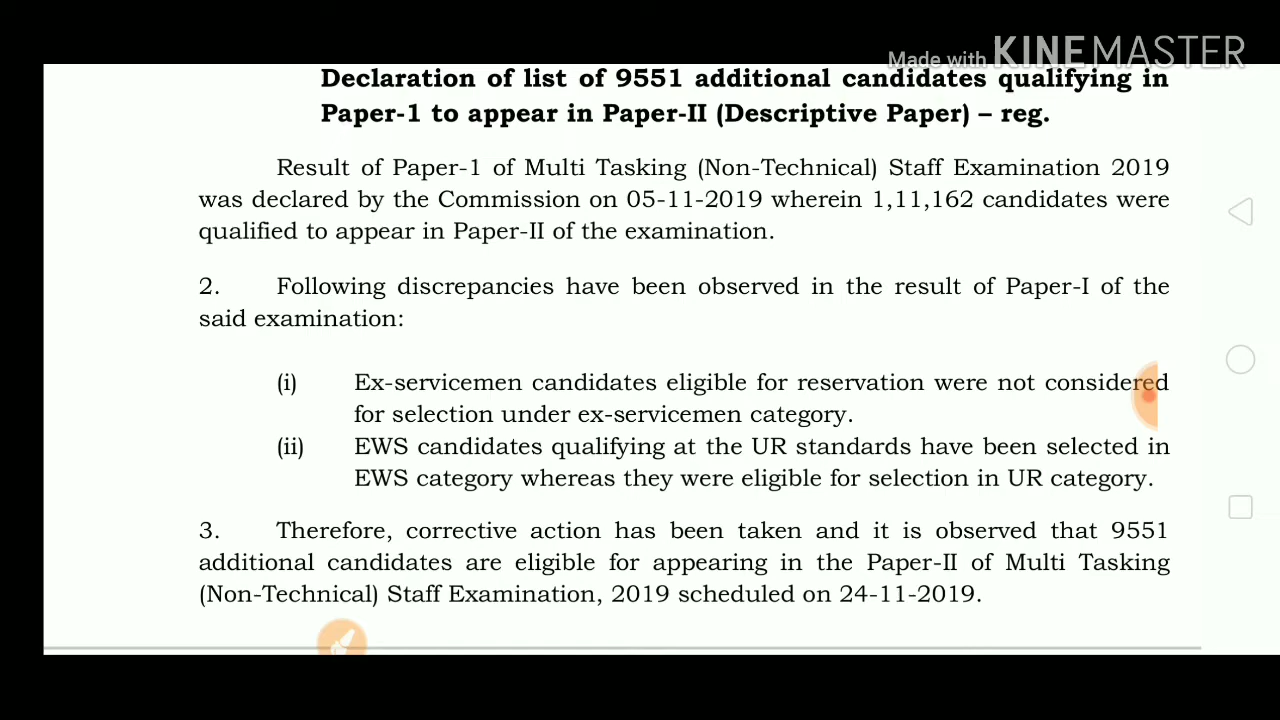 Made with KINEMASTER
Declaration of list of 9551 additional candidates qualifying in
Paper-1 to appear in Paper-II (Descriptive Paper) – reg.
Result of Paper-1 of Multi Tasking (Non-Technical) Staff Examination 2019
was declared by the Commission on 05-11-2019 wherein 1,11,162 candidates were
qualified to appear in Paper-II of the examination.
2. Following discrepancies have been observed in the result of Paper-I of the
said examination:
(i) Ex-servicemen candidates eligible for reservation were not considered
for selection under ex-servicemen category.
(ii) EWS candidates qualifying at the UR standards have been selected in
EWS category whereas they were eligible for selection in UR category.
3. Therefore, corrective action has been taken and it is observed that 9551
additional candidates are eligible for appearing in the Paper-II of Multi Tasking
(Non-Technical) Staff Examination, 2019 scheduled on 24-11-2019.